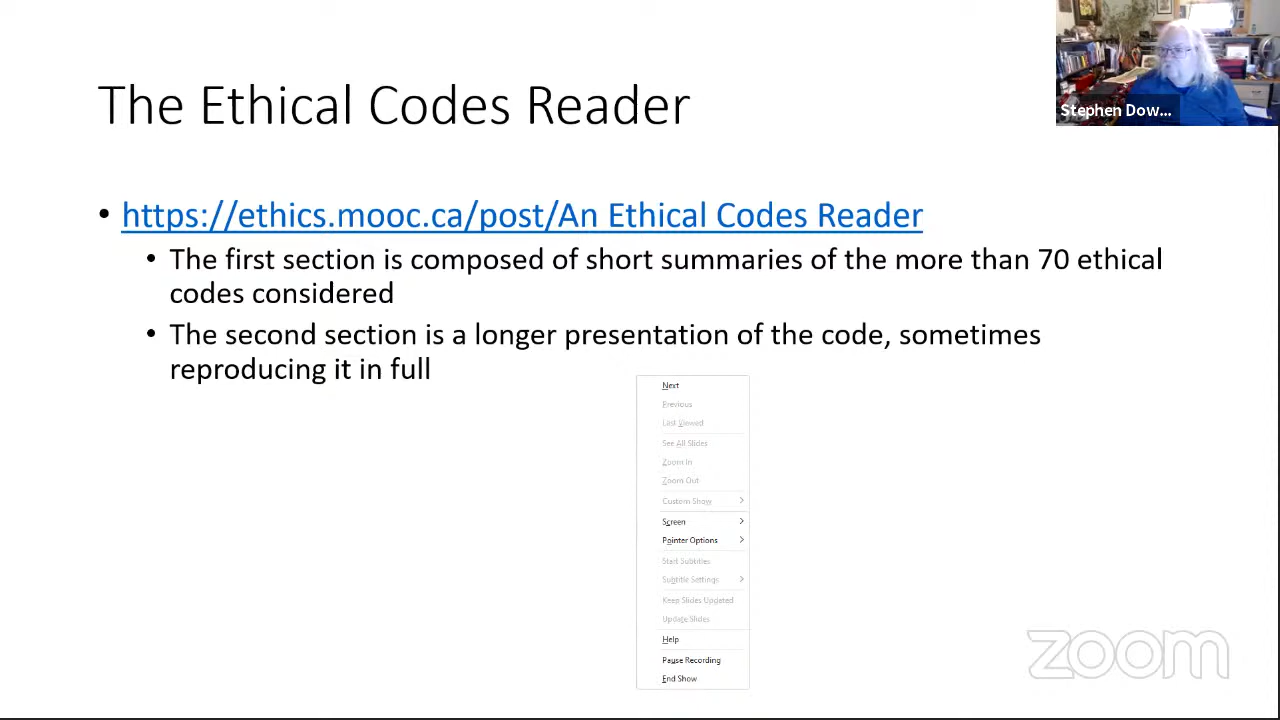 The Ethical Codes Reader
Stephen Dow...
• https://ethics.mooc.ca/post/An Ethical Codes Reader
• The first section is composed of short summaries of the more than 70 ethical
codes considered
• The second section is a longer presentation of the code, sometimes
reproducing it in full
Next
Previous
Last Viewed
See All Slides
Zoom In
Zoom Out
Custom Show
Screen
Pointer Options
Start Subtitles
Subtitle Settings
Keep Slides Updated
Update Slides
Help
Pause Recording
End Show
zoom